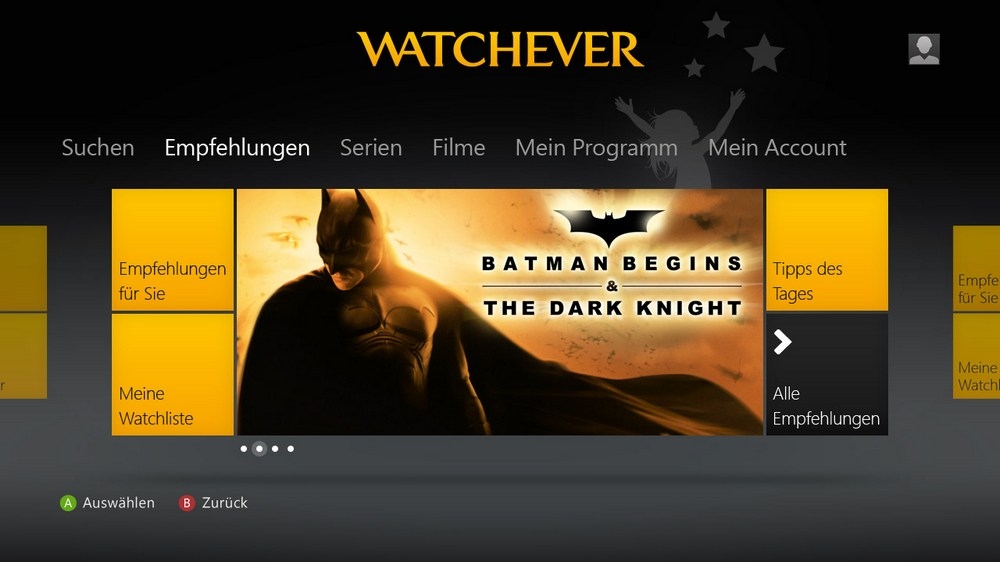 WATCHEVER
Suchen Empfehlungen Serien Filme Mein Programm Mein Account
Empfehlungen
für Sie
Meine
Watchliste
BATMAN BEGINS
&
THE DARK KNIGHT
Tipps des
Tages
Alle
Empfehlungen
r
Empfe
für Sie
Meine
Watchl
A Auswählen B Zurück